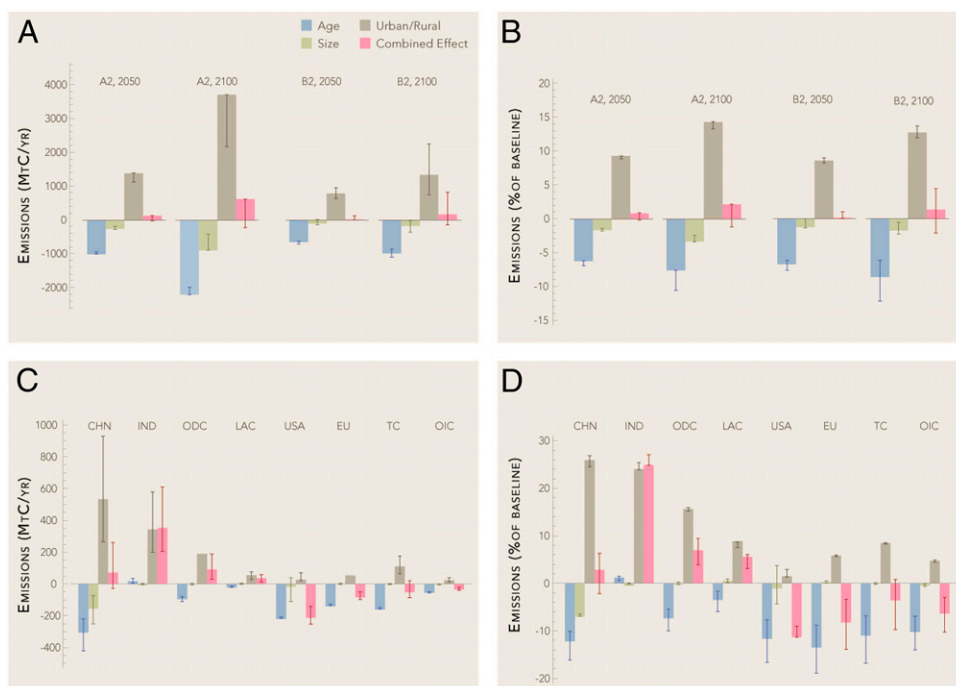 A
Age
Urban/Rural
Size
Combined Effect
A2, 2050
A2, 2100
B2, 2050
B2, 2100
EMISSIONS (MTC/YR)
4000
3000
2000
1000
0
-1000
-2000
B
A2, 2050
A2, 2100
B2, 2050
B2, 2100
EMISSIONS (%OF BASELINE)
20
15
10
5
0
-5
-10
-15
C
CHN IND ODC LAC USA EU TC OIC
EMISSIONS (MTC/YR)
1000
800
600
400
200
0
-200
-400
D
CHN IND ODC LAC USA EU TC OIC
EMISSIONS (%OF BASELINE)
30
20
10
0
-10
-20